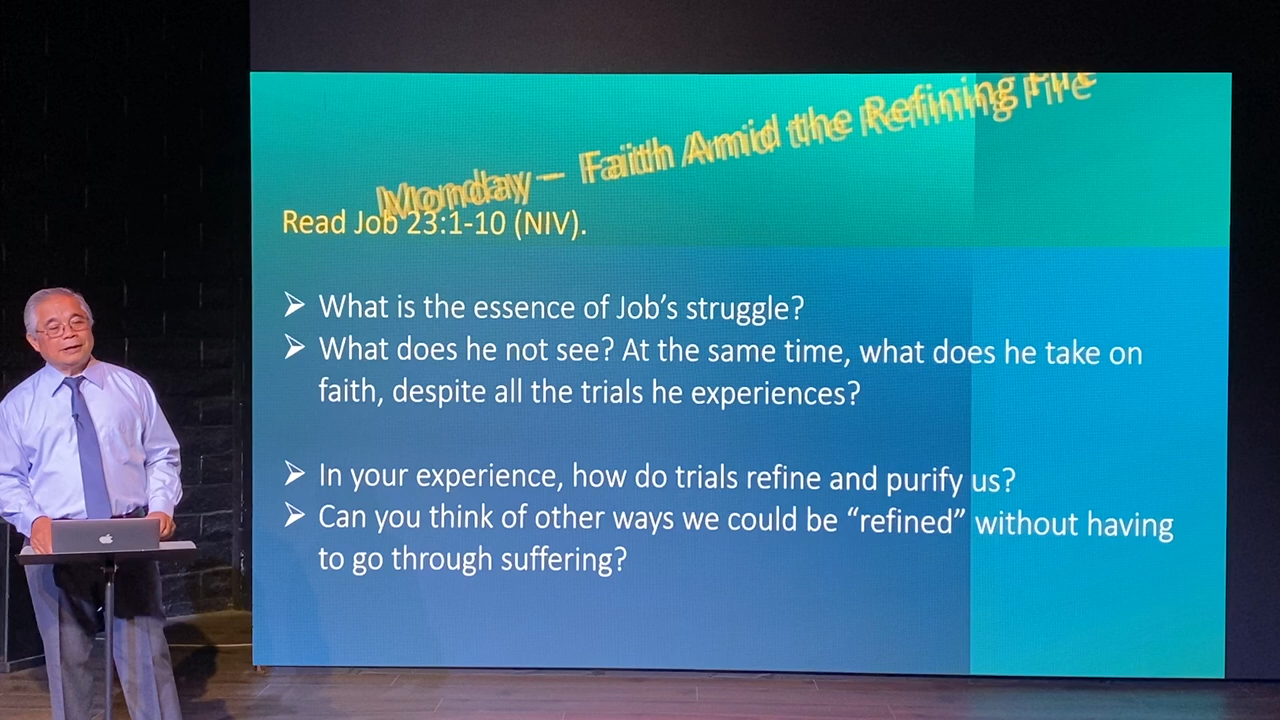 Monday – Faith Amid the Refining Fire
Read Job 23:1-10 (NIV).
➢ What is the essence of Job’s struggle?
➢ What does he not see? At the same time, what does he take on
faith, despite all the trials he experiences?
➢ In your experience, how do trials refine and purify us?
➢ Can you think of other ways we could be “refined” without having
to go through suffering?